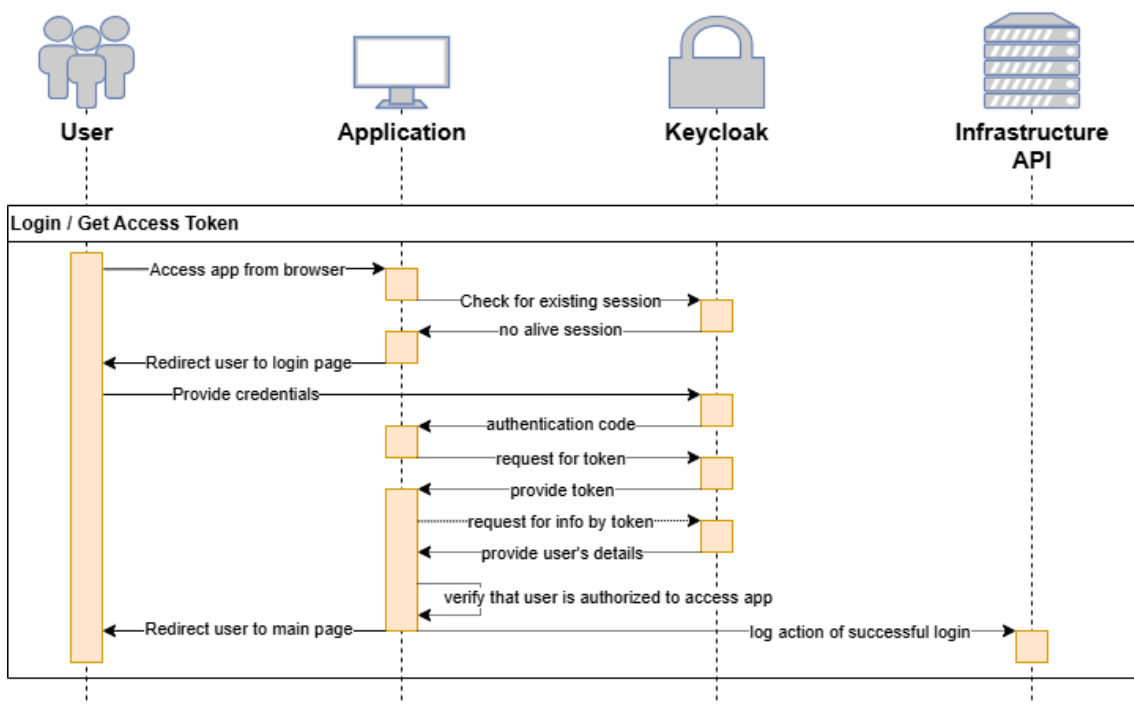 User
Application
Keycloak
Infrastructure
API
Login / Get Access Token
Access app from browser
Check for existing session
no alive session
Redirect user to login page
Provide credentials
authentication code
request for token
provide token
request for info by token
provide user's details
verify that user is authorized to access app
Redirect user to main page
log action of successful login